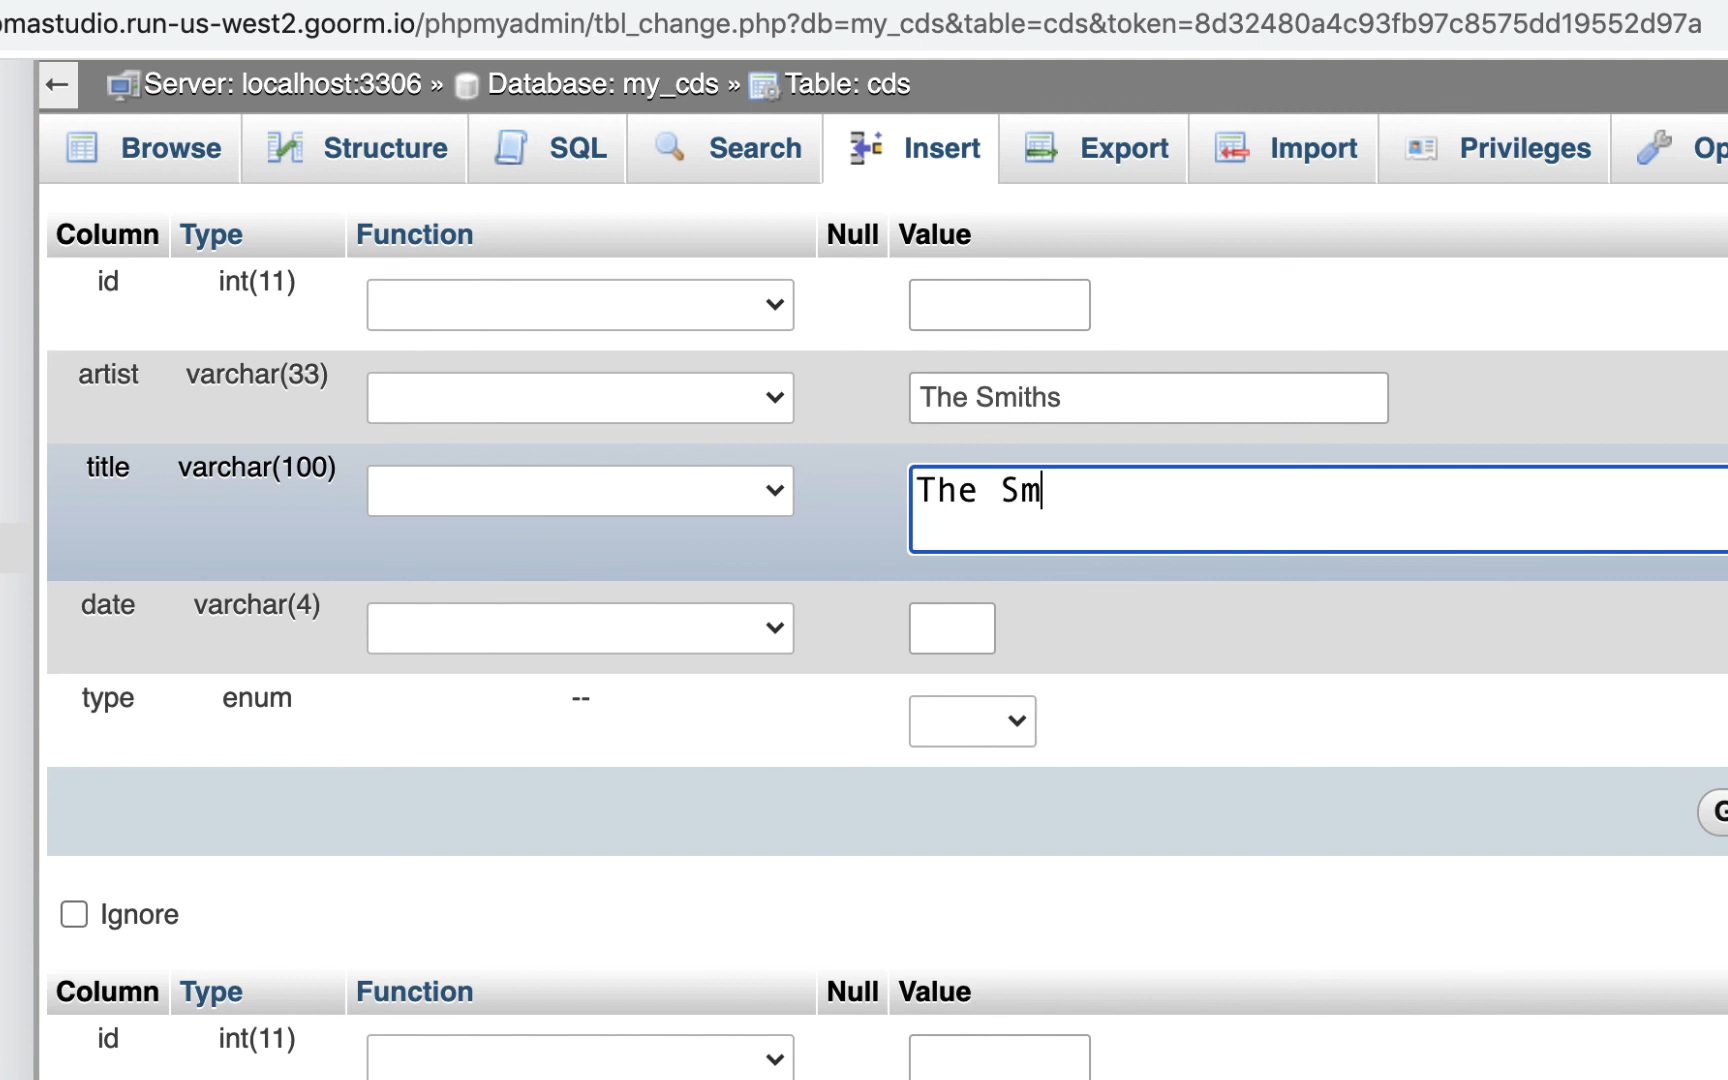 omastudio.run-us-west2.goorm.io/phpmyadmin/tbl_change.php?db=my_cds&table=cds&token=8d32480a4c93fb97c8575dd19552d97a
← Server: localhost:3306 » Database: my_cds » Table: cds
Browse Structure SQL Search Insert Export Import Privileges Op
Column Type Function Null Value
id int(11)
artist varchar(33) The Smiths
title varchar(100) The Sm
date varchar(4)
type enum --
G
Ignore
Column Type Function Null Value
id int(11)